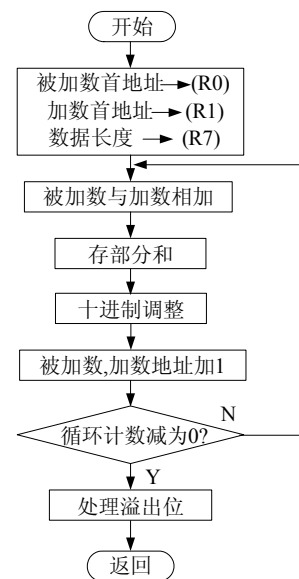 开始
被加数首地址→(R0)
加数首地址→(R1)
数据长度 → (R7)
被加数与加数相加
存部分和
十进制调整
被加数,加数地址加1
循环计数减为0?
N
Y
处理溢出位
返回